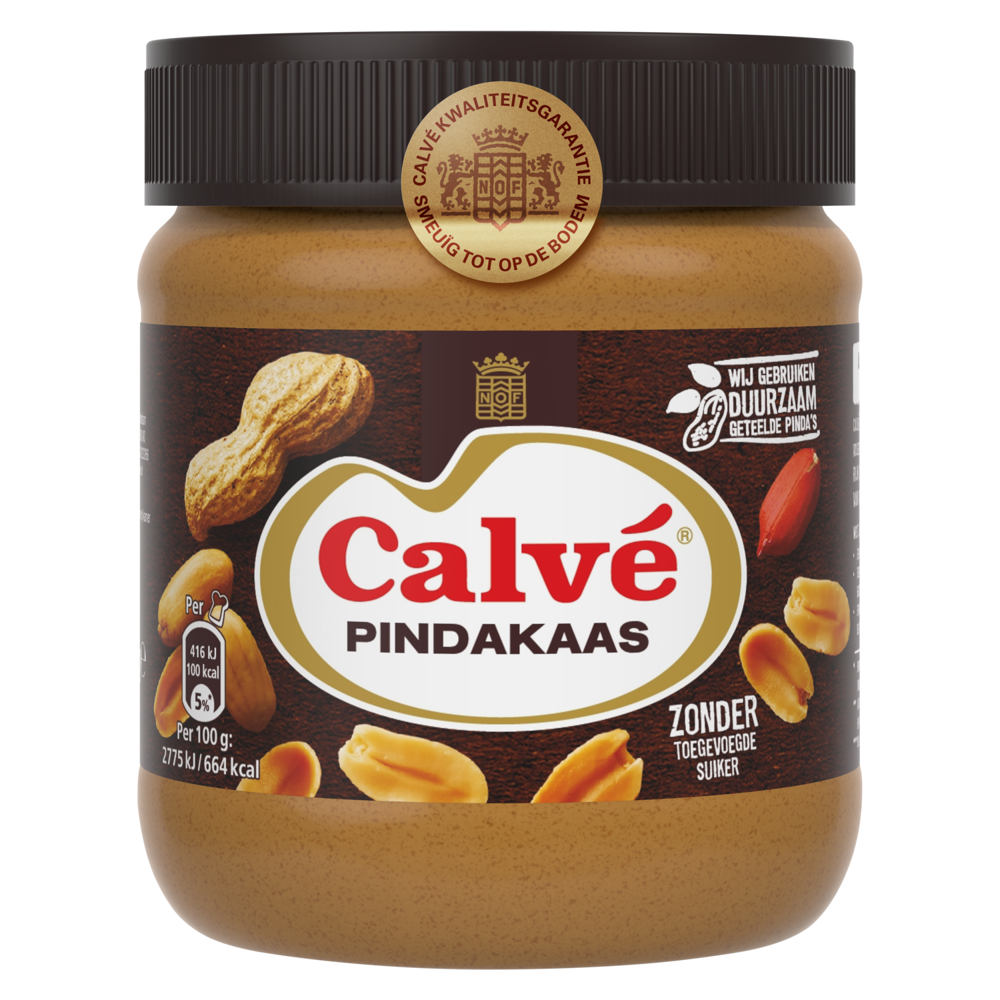 CALVÉ KWALITEITSGARANTIE
SMEUÏG TOT OP DE BODEM
NOF
NOF
WIJ GEBRUIKEN
DUURZAAM
GETEELDE PINDA'S
Calvé®
PINDAKAAS
Per
416 kJ
100 kcal
5%*
Per 100 g:
2775 kJ / 664 kcal
ZONDER
TOEGEVOEGDE
SUIKER